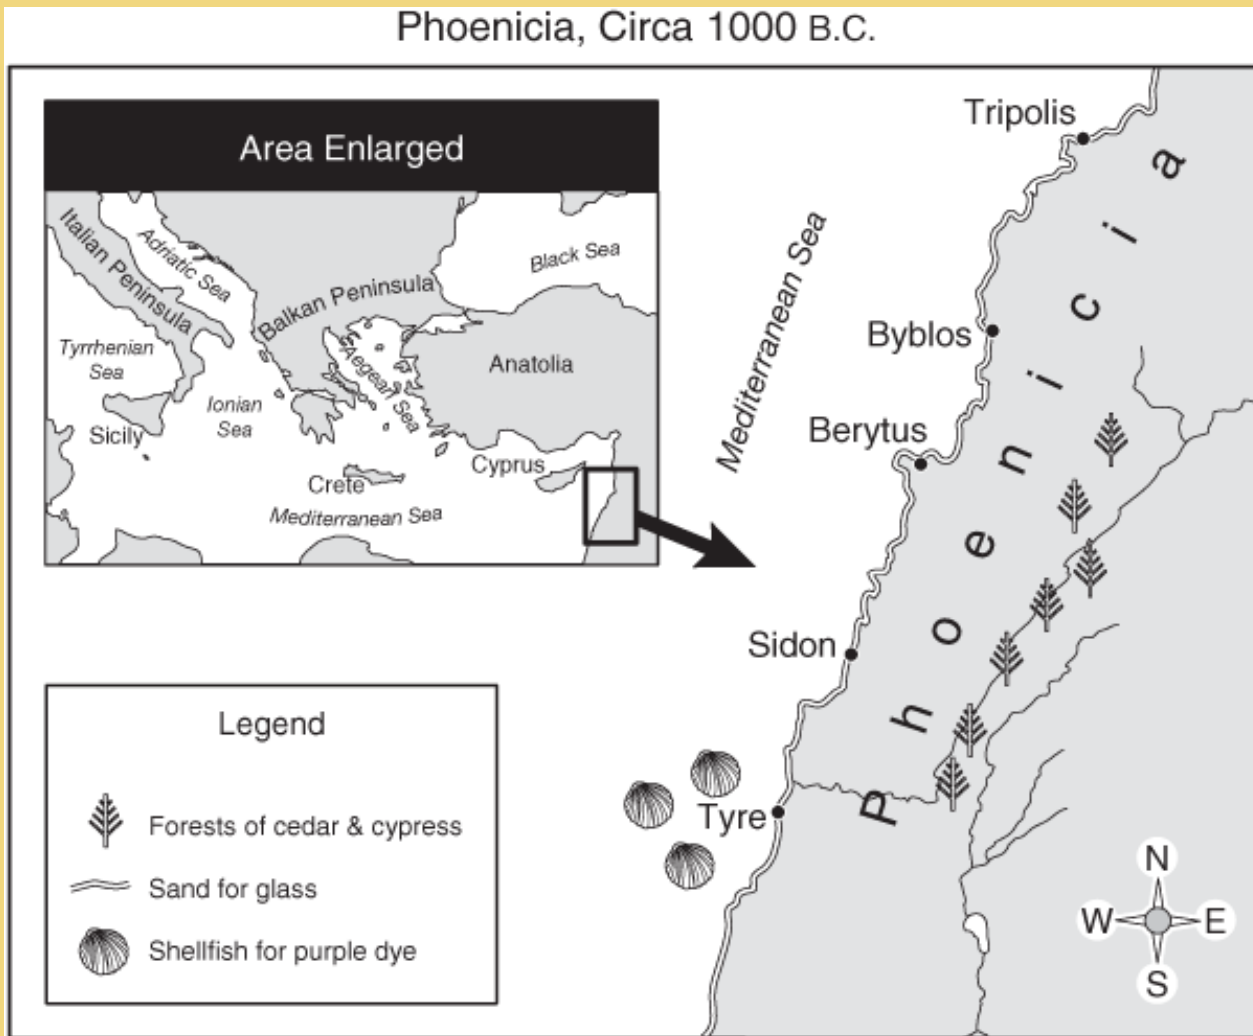 Phoenicia, Circa 1000 B.C.
Area Enlarged
Italian Peninsula
Adriatic Sea
Black Sea
Balkan Peninsula
Tyrrhenian
Sea
Aegean Sea
Anatolia
Ionian
Sea
Sicily
Cyprus
Crete
Mediterranean Sea
Tripolis
Mediterranean Sea
Byblos
Berytus
Phoenicia
Sidon
Tyre
Legend
Forests of cedar & cypress
Sand for glass
Shellfish for purple dye
N
W E
S